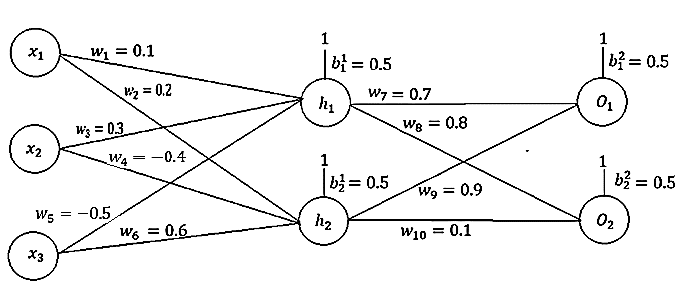 1
1
x₁
w₁ = 0.1
b₁¹ = 0.5
b₁² = 0.5
w₂ = 0.2
w₇ = 0.7
h₁
O₁
w₈ = 0.8
w₃ = 0.3
x₂
w₄ = −0.4
1
1
b₂¹ = 0.5
b₂² = 0.5
w₉ = 0.9
w₅ = −0.5
h₂
O₂
w₆ = 0.6
w₁₀ = 0.1
x₃